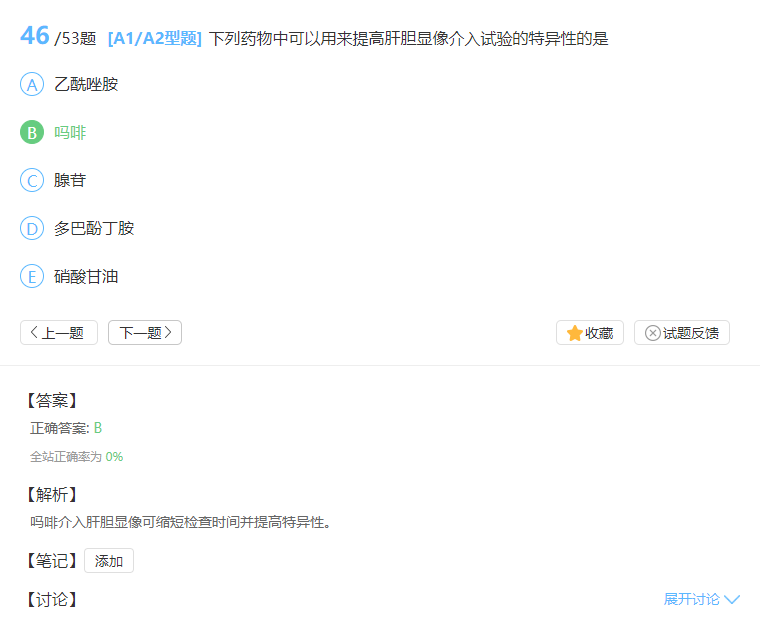 46 /53题 [A1/A2型题] 下列药物中可以用来提高肝胆显像介入试验的特异性的是
A 乙酰唑胺
B 吗啡
C 腺苷
D 多巴酚丁胺
E 硝酸甘油
上一题 下一题 收藏 试题反馈
【答案】
正确答案: B
全站正确率为 0%
【解析】
吗啡介入肝胆显像可缩短检查时间并提高特异性。
【笔记】 添加
【讨论】 展开讨论